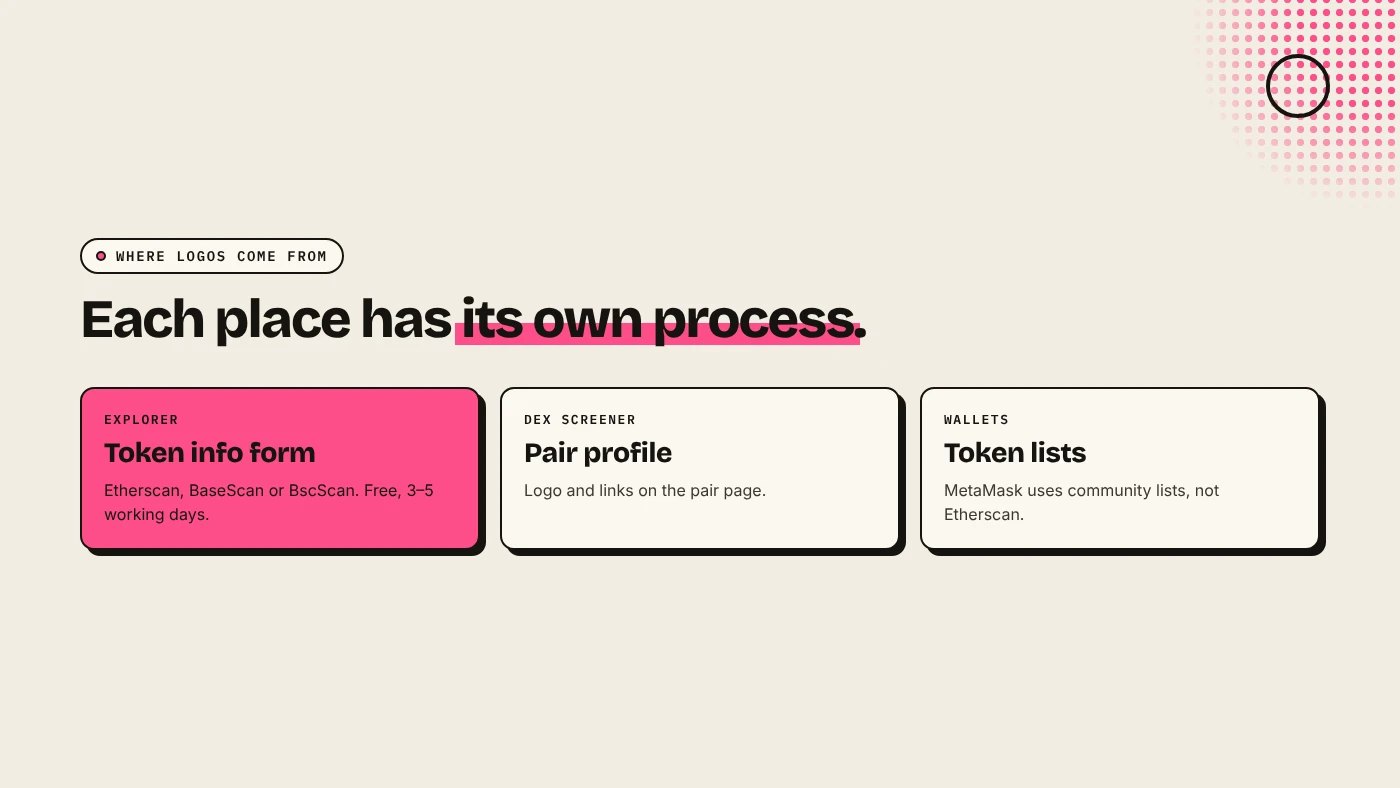 WHERE LOGOS COME FROM
Each place has its own process.
EXPLORER
Token info form
Etherscan, BaseScan or BscScan. Free, 3–5
working days.
DEX SCREENER
Pair profile
Logo and links on the pair page.
WALLETS
Token lists
MetaMask uses community lists, not
Etherscan.